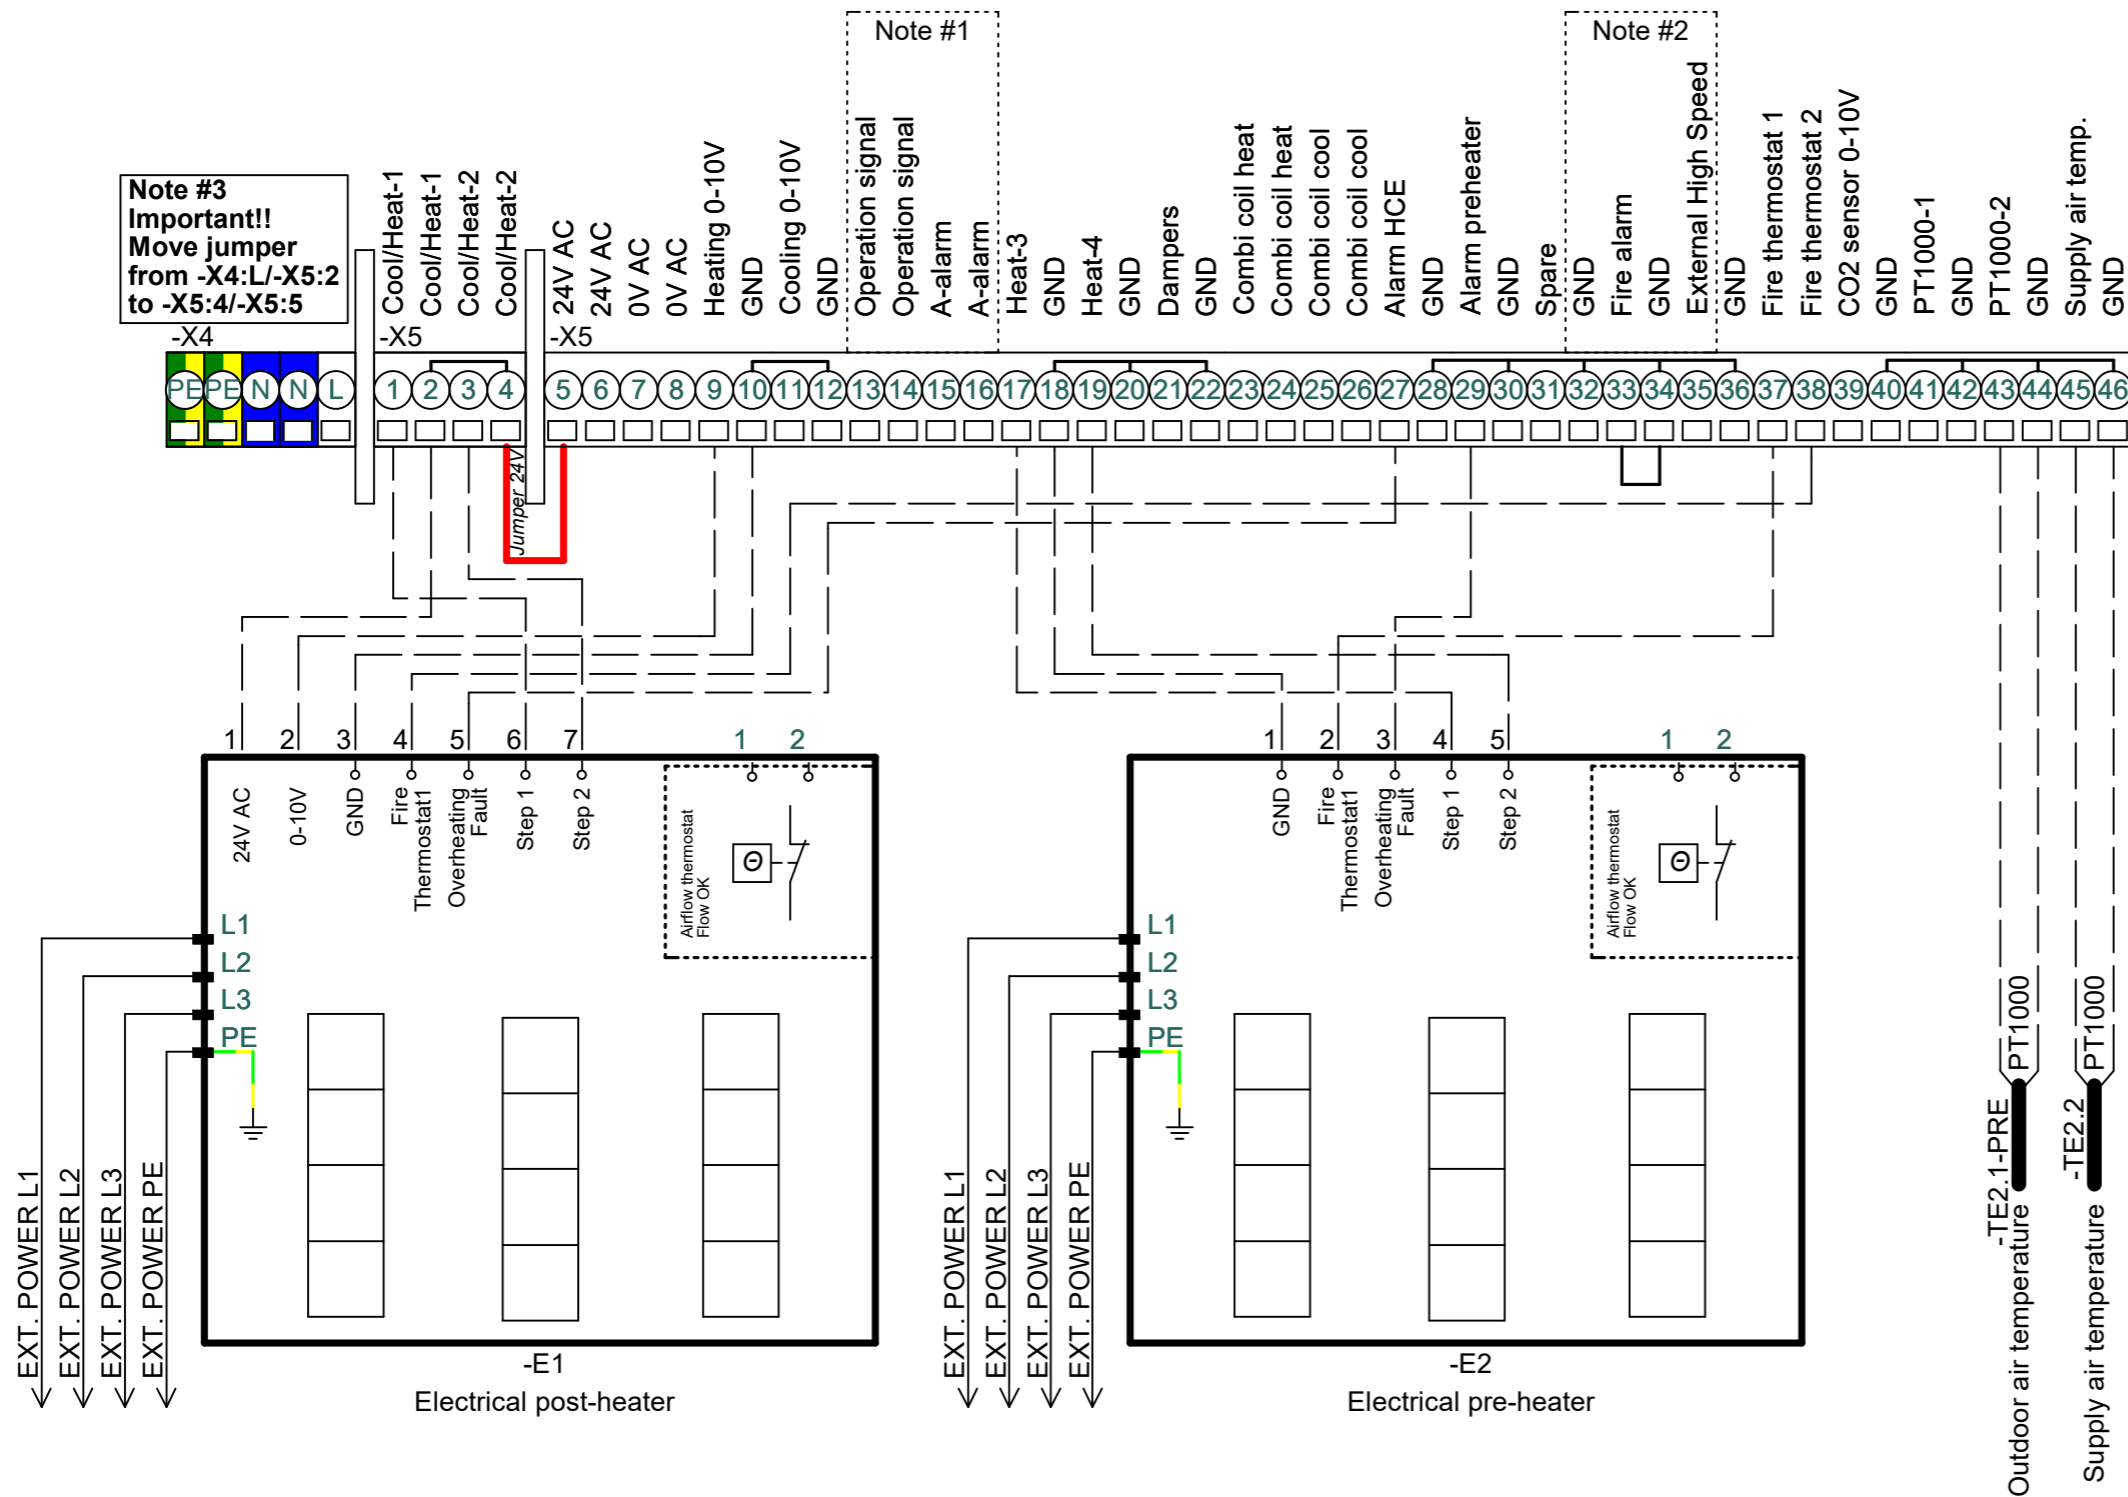 Note #1
Note #2
Note #3
Important!!
Move jumper
from -X4:L/-X5:2
to -X5:4/-X5:5
Cool/Heat-1
Cool/Heat-1
Cool/Heat-2
Cool/Heat-2
24V AC
24V AC
0V AC
0V AC
Heating 0-10V
GND
Cooling 0-10V
GND
Operation signal
Operation signal
A-alarm
A-alarm
Heat-3
GND
Heat-4
GND
Dampers
GND
Combi coil heat
Combi coil heat
Combi coil cool
Combi coil cool
Alarm HCE
GND
Alarm preheater
GND
Spare
GND
Fire alarm
GND
External High Speed
GND
Fire thermostat 1
Fire thermostat 2
CO2 sensor 0-10V
GND
PT1000-1
GND
PT1000-2
GND
Supply air temp.
GND
-X4
-X5
-X5
PE PE N N L 1 2 3 4 5 6 7 8 9 10 11 12 13 14 15 16 17 18 19 20 21 22 23 24 25 26 27 28 29 30 31 32 33 34 35 36 37 38 39 40 41 42 43 44 45 46
Jumper 24V
1 2 3 4 5 6 7 1 2
24V AC
0-10V
GND
Fire
Thermostat1
Overheating
Fault
Step 1
Step 2
Airflow thermostat
Flow OK
Θ
L1
L2
L3
PE
EXT. POWER L1
EXT. POWER L2
EXT. POWER L3
EXT. POWER PE
-E1
Electrical post-heater
1 2 3 4 5 1 2
GND
Fire
Thermostat1
Overheating
Fault
Step 1
Step 2
Airflow thermostat
Flow OK
Θ
L1
L2
L3
PE
EXT. POWER L1
EXT. POWER L2
EXT. POWER L3
EXT. POWER PE
-E2
Electrical pre-heater
PT1000
-TE2.1-PRE
Outdoor air temperature
PT1000
-TE2.2
Supply air temperature